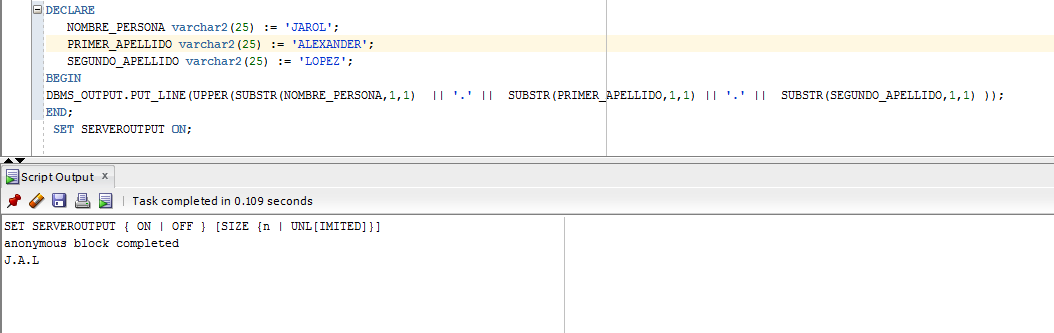 DECLARE
NOMBRE_PERSONA varchar2(25) := 'JAROL';
PRIMER_APELLIDO varchar2(25) := 'ALEXANDER';
SEGUNDO_APELLIDO varchar2(25) := 'LOPEZ';
BEGIN
DBMS_OUTPUT.PUT_LINE(UPPER(SUBSTR(NOMBRE_PERSONA,1,1) || '.' || SUBSTR(PRIMER_APELLIDO,1,1) || '.' || SUBSTR(SEGUNDO_APELLIDO,1,1) ));
END;
SET SERVEROUTPUT ON;
Script Output x
Task completed in 0.109 seconds
SET SERVEROUTPUT { ON | OFF } [SIZE {n | UNL[IMITED]}]
anonymous block completed
J.A.L